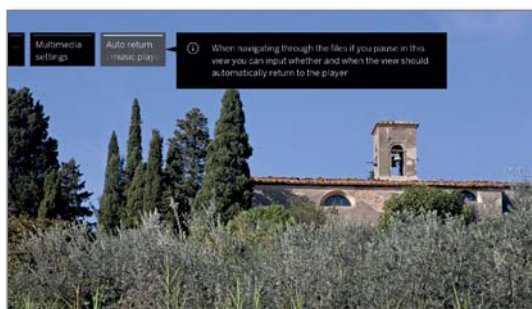 Multimedia
settings
Auto return
music play
When navigating through the files if you pause in this
view you can input whether and when the view should
automatically return to the player